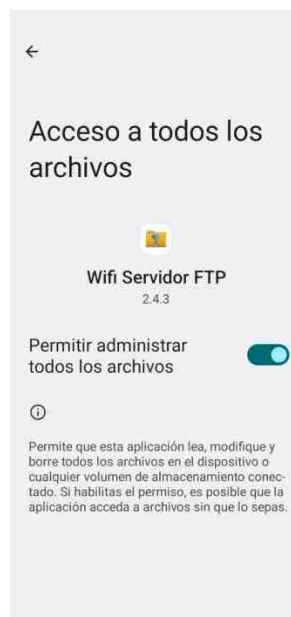 Acceso a todos los
archivos
Wifi Servidor FTP
2.4.3
Permitir administrar
todos los archivos
Permite que esta aplicación lea, modifique y
borre todos los archivos en el dispositivo o
cualquier volumen de almacenamiento conec-
tado. Si habilitas el permiso, es posible que la
aplicación acceda a archivos sin que lo sepas.